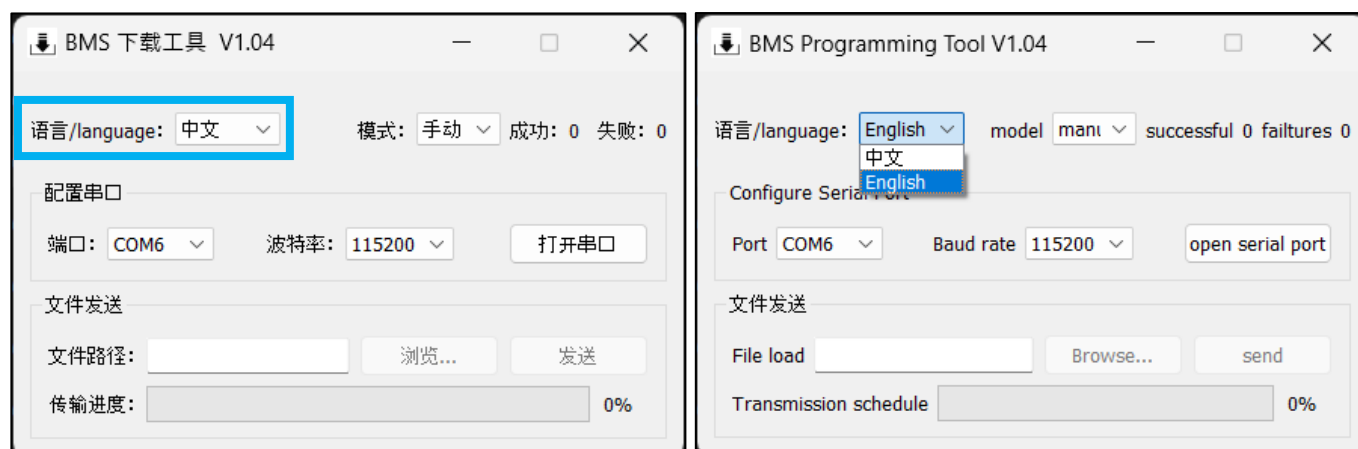 BMS 下载工具 V1.04
语言/language: 中文 模式: 手动 成功: 0 失败: 0
配置串口
端口: COM6 波特率: 115200 打开串口
文件发送
文件路径: 浏览... 发送
传输进度: 0%
BMS Programming Tool V1.04
语言/language: English model manu successful 0 failtures 0
中文
English
Configure Serial Port
Port COM6 Baud rate 115200 open serial port
文件发送
File load Browse... send
Transmission schedule 0%